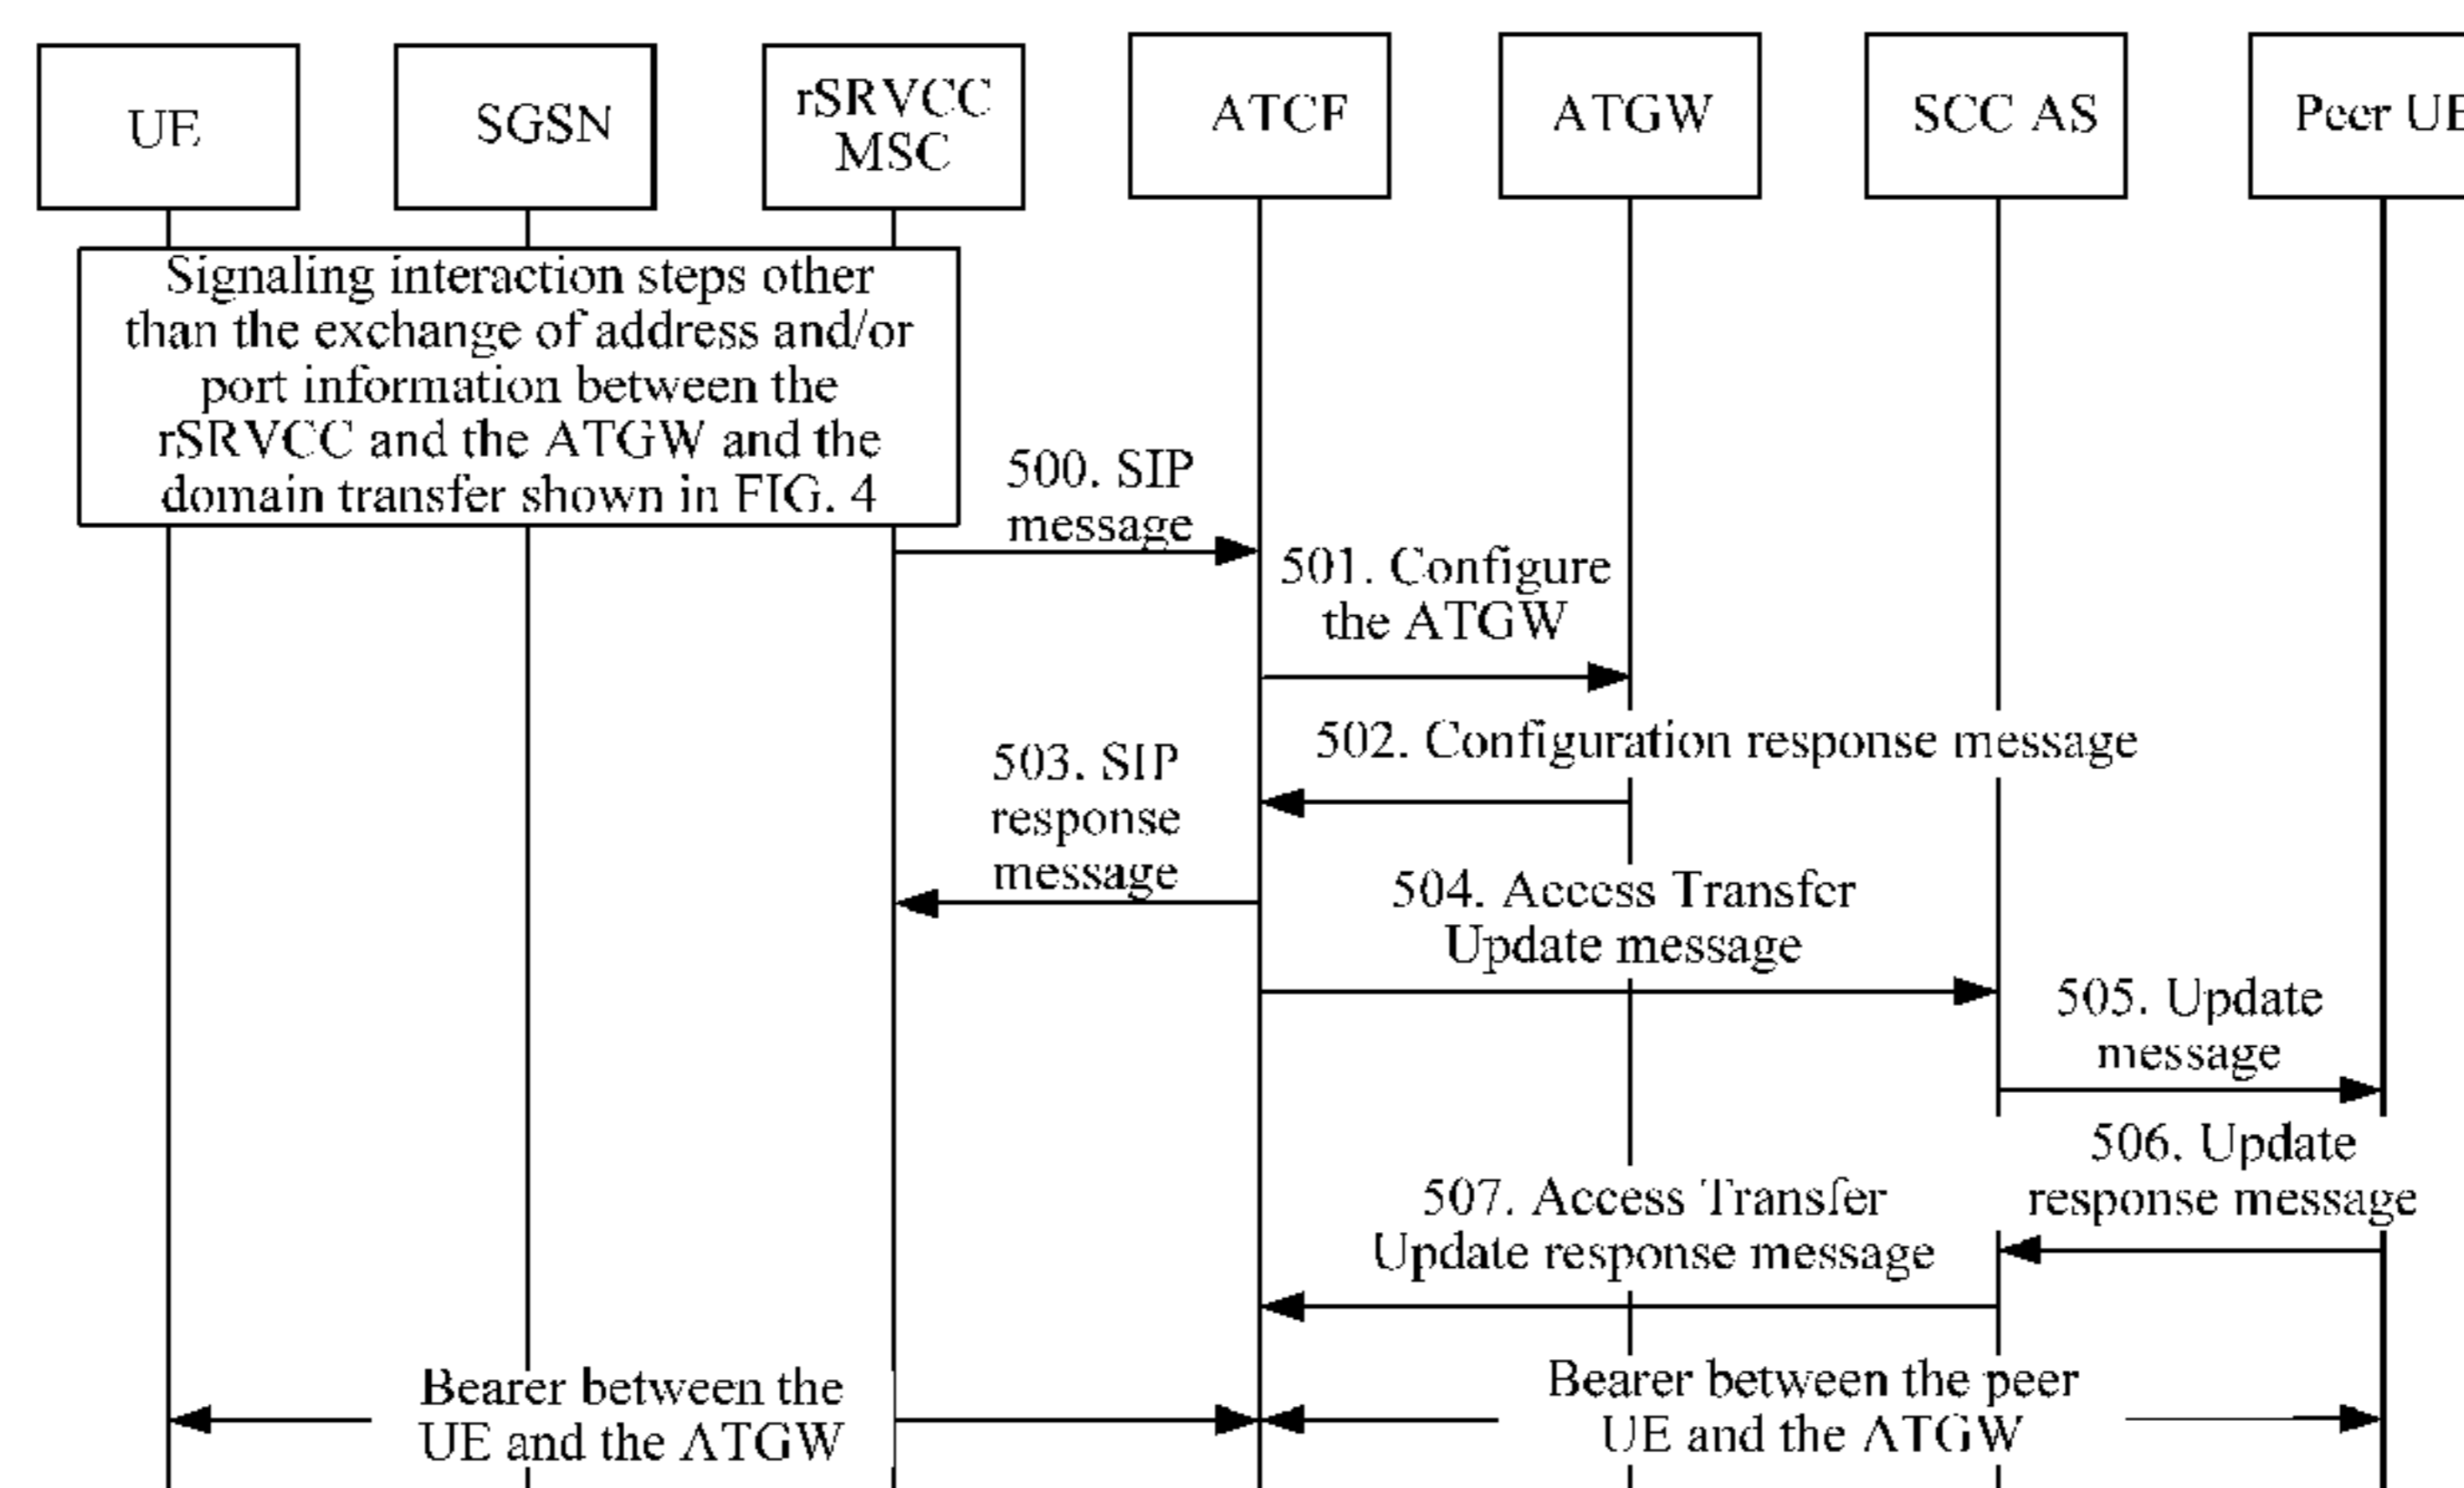 UE
SGSN
rSRVCC
MSC
ATCF
ATGW
SCC AS
Peer UE
Signaling interaction steps other
than the exchange of address and/or
port information between the
rSRVCC and the ATGW and the
domain transfer shown in FIG. 4
500. SIP
message
501. Configure
the ATGW
502. Configuration response message
503. SIP
response
message
504. Access Transfer
Update message
505. Update
message
506. Update
response message
507. Access Transfer
Update response message
Bearer between the
UE and the ATGW
Bearer between the peer
UE and the ATGW